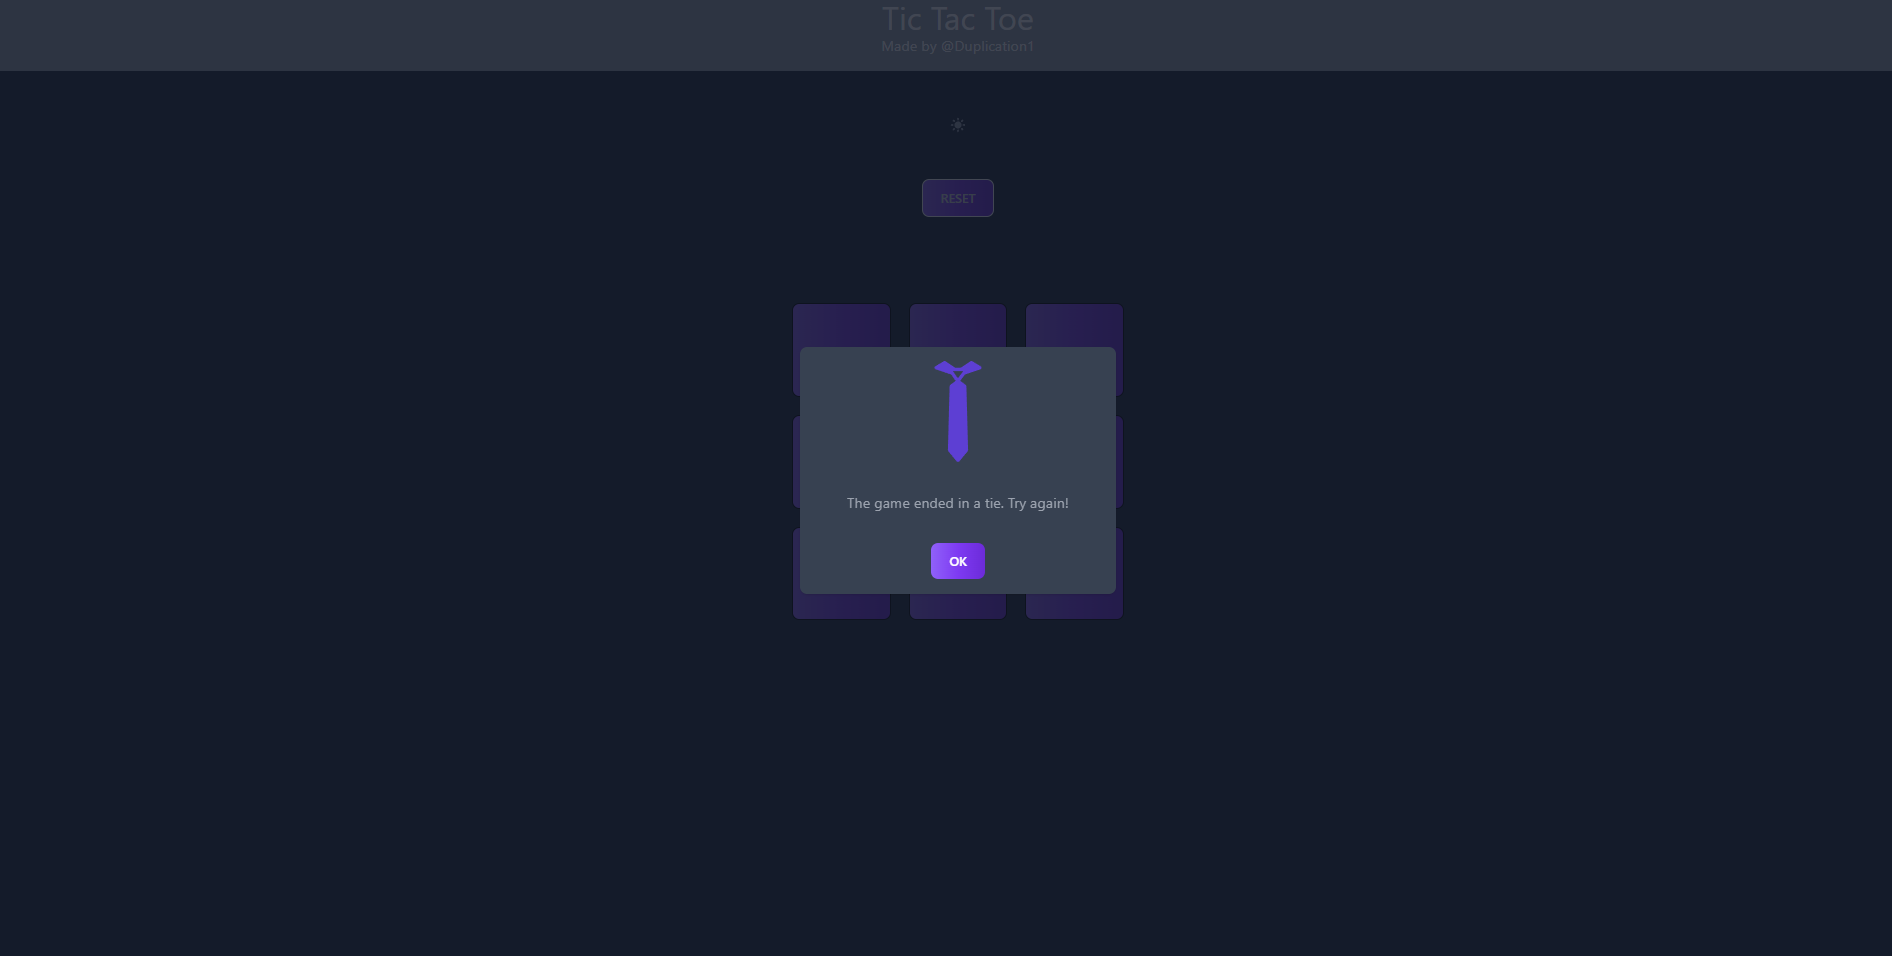 Tic Tac Toe
Made by @Duplication1
RESET
The game ended in a tie. Try again!
OK